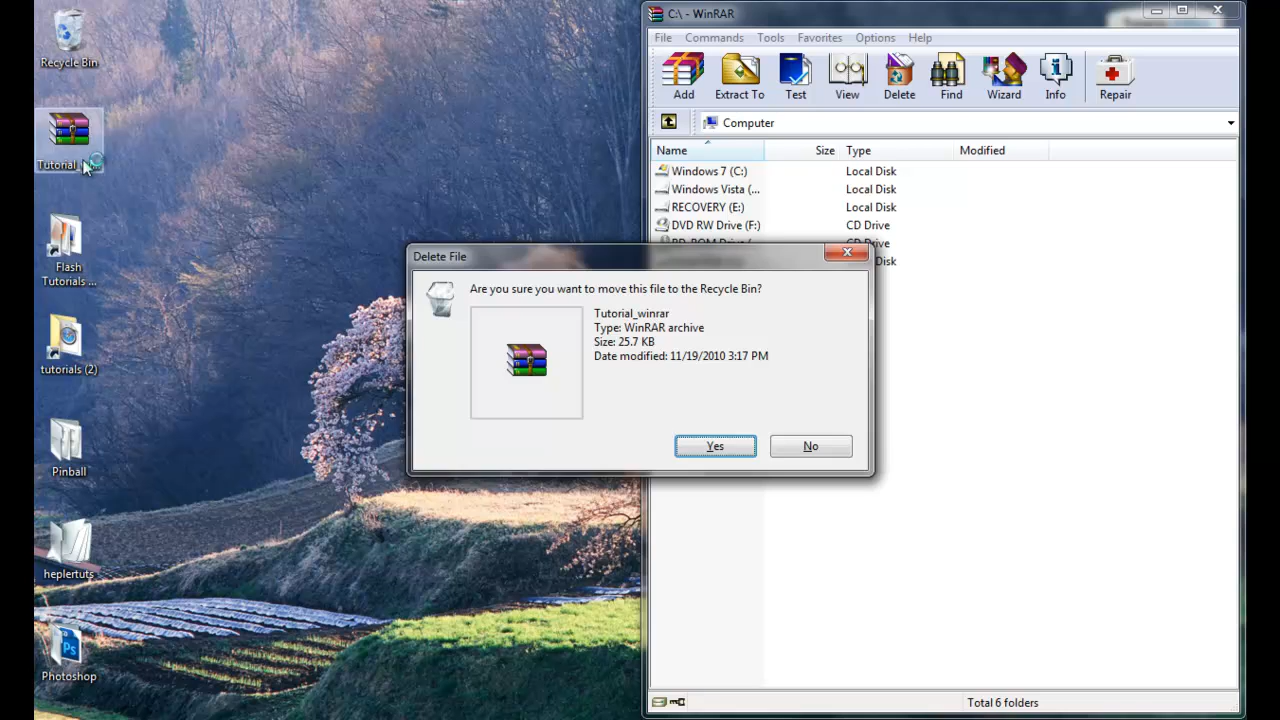 Recycle Bin
Flash
Tutorials ...
tutorials (2)
Pinball
heplertuts
Photoshop
C:\ - WinRAR
File Commands Tools Favorites Options Help
Add Extract To Test View Delete Find Wizard Info Repair
Computer
Name Size Type Modified
Windows 7 (C:) Local Disk
Windows Vista (... Local Disk
RECOVERY (E:) Local Disk
DVD RW Drive (F:) CD Drive
Drive
Disk
Delete File
Are you sure you want to move this file to the Recycle Bin?
Tutorial_winrar
Type: WinRAR archive
Size: 25.7 KB
Date modified: 11/19/2010 3:17 PM
Yes No
Total 6 folders